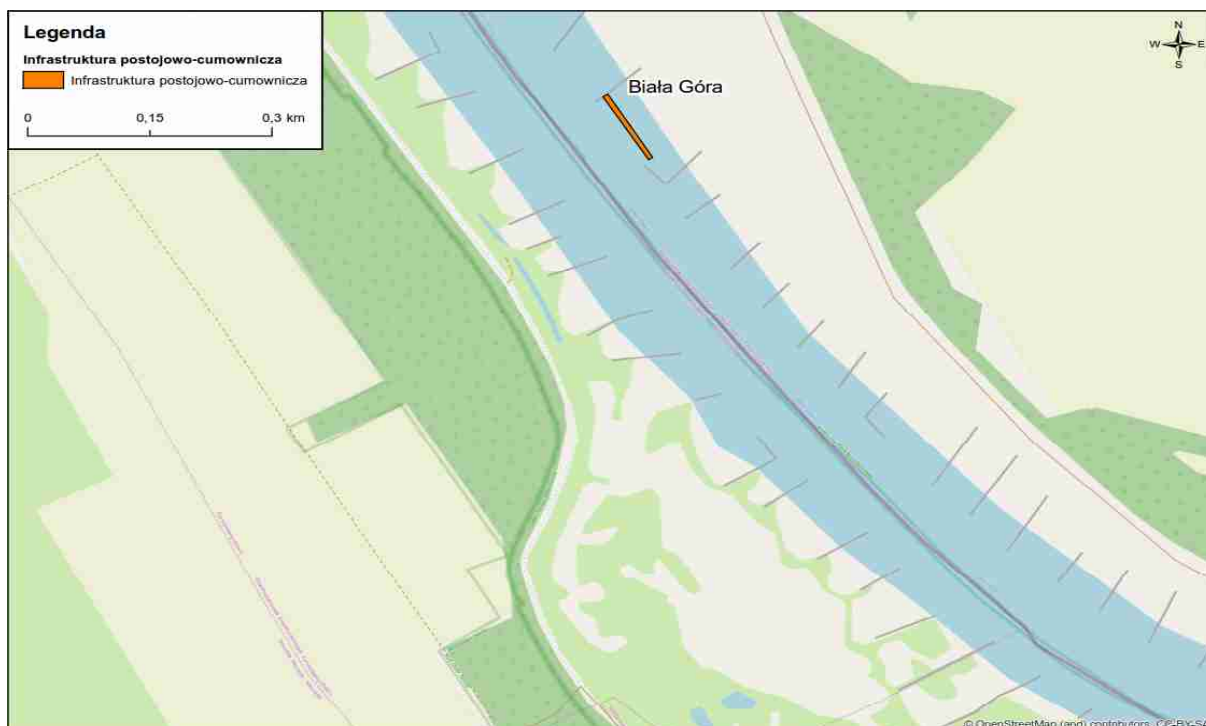 Legenda
Infrastruktura postojowo-cumownicza
Infrastruktura postojowo-cumownicza
0 0,15 0,3 km
N
W E
S
Biała Góra
© OpenStreetMap (and) contributors, CC-BY-SA